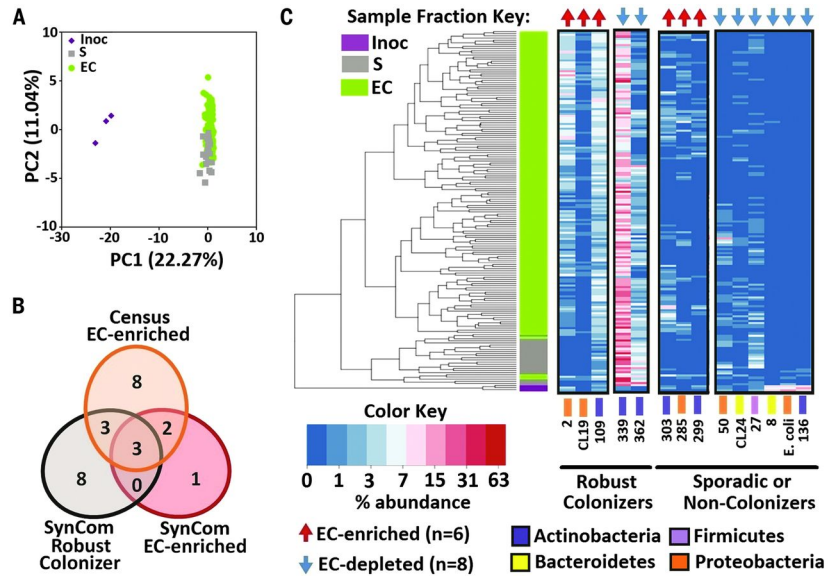 A
10
5
0
-5
-10
PC2 (11.04%)
Inoc
S
EC
-30
-20
-10
0
10
PC1 (22.27%)
B
Census
EC-enriched
8
3
2
3
8
0
1
SynCom
Robust
Colonizer
SynCom
EC-enriched
C
Sample Fraction Key:
Inoc
S
EC
Color Key
0 1 3 7 15 31 63
% abundance
2
CL19
109
339
362
303
285
299
50
CL24
27
8
E. coli
136
Robust
Colonizers
Sporadic or
Non-Colonizers
EC-enriched (n=6)
EC-depleted (n=8)
Actinobacteria
Firmicutes
Bacteroidetes
Proteobacteria